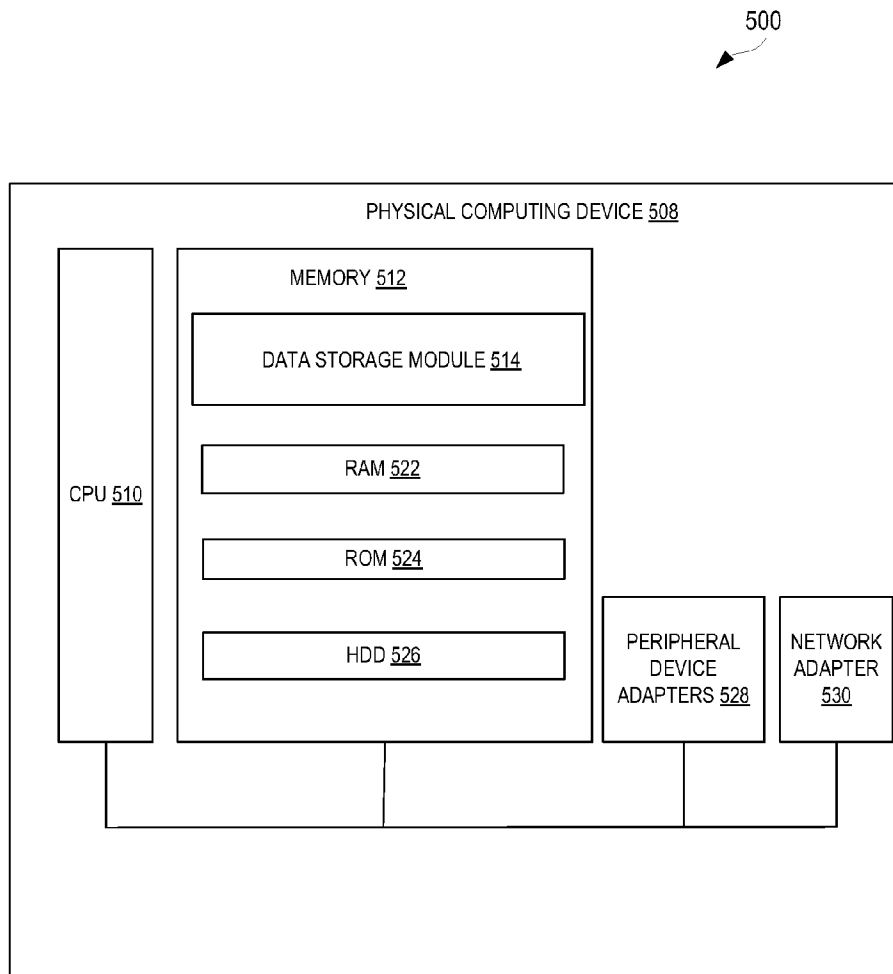 500
PHYSICAL COMPUTING DEVICE 508
MEMORY 512
DATA STORAGE MODULE 514
RAM 522
CPU 510
ROM 524
HDD 526
PERIPHERAL
DEVICE
ADAPTERS 528
NETWORK
ADAPTER
530